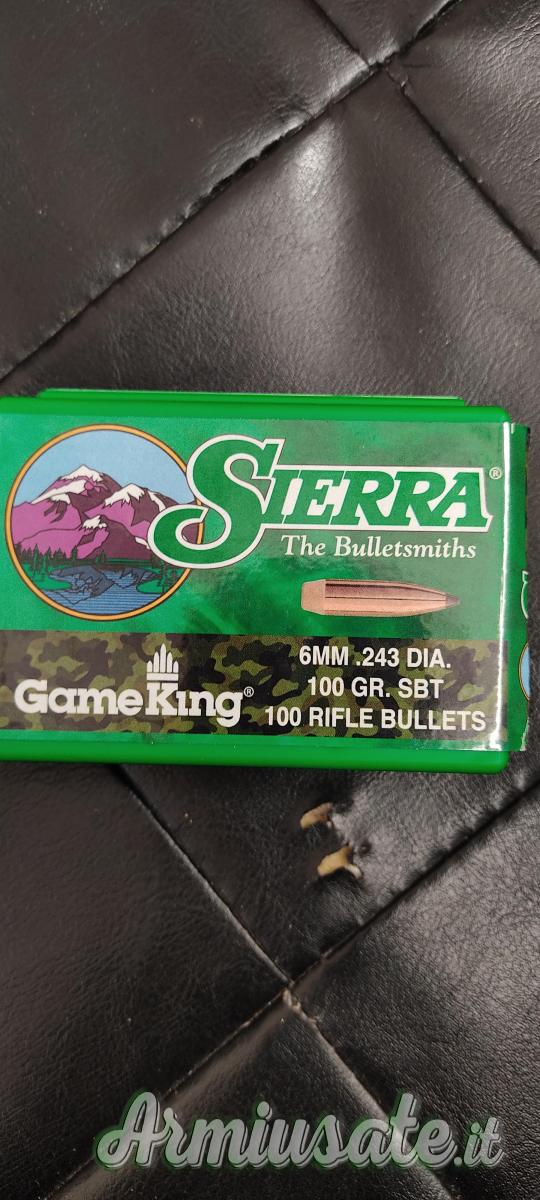 SIERRA®
The Bulletsmiths
6MM .243 DIA.
100 GR. SBT
100 RIFLE BULLETS
GameKing®
Armiusate.it